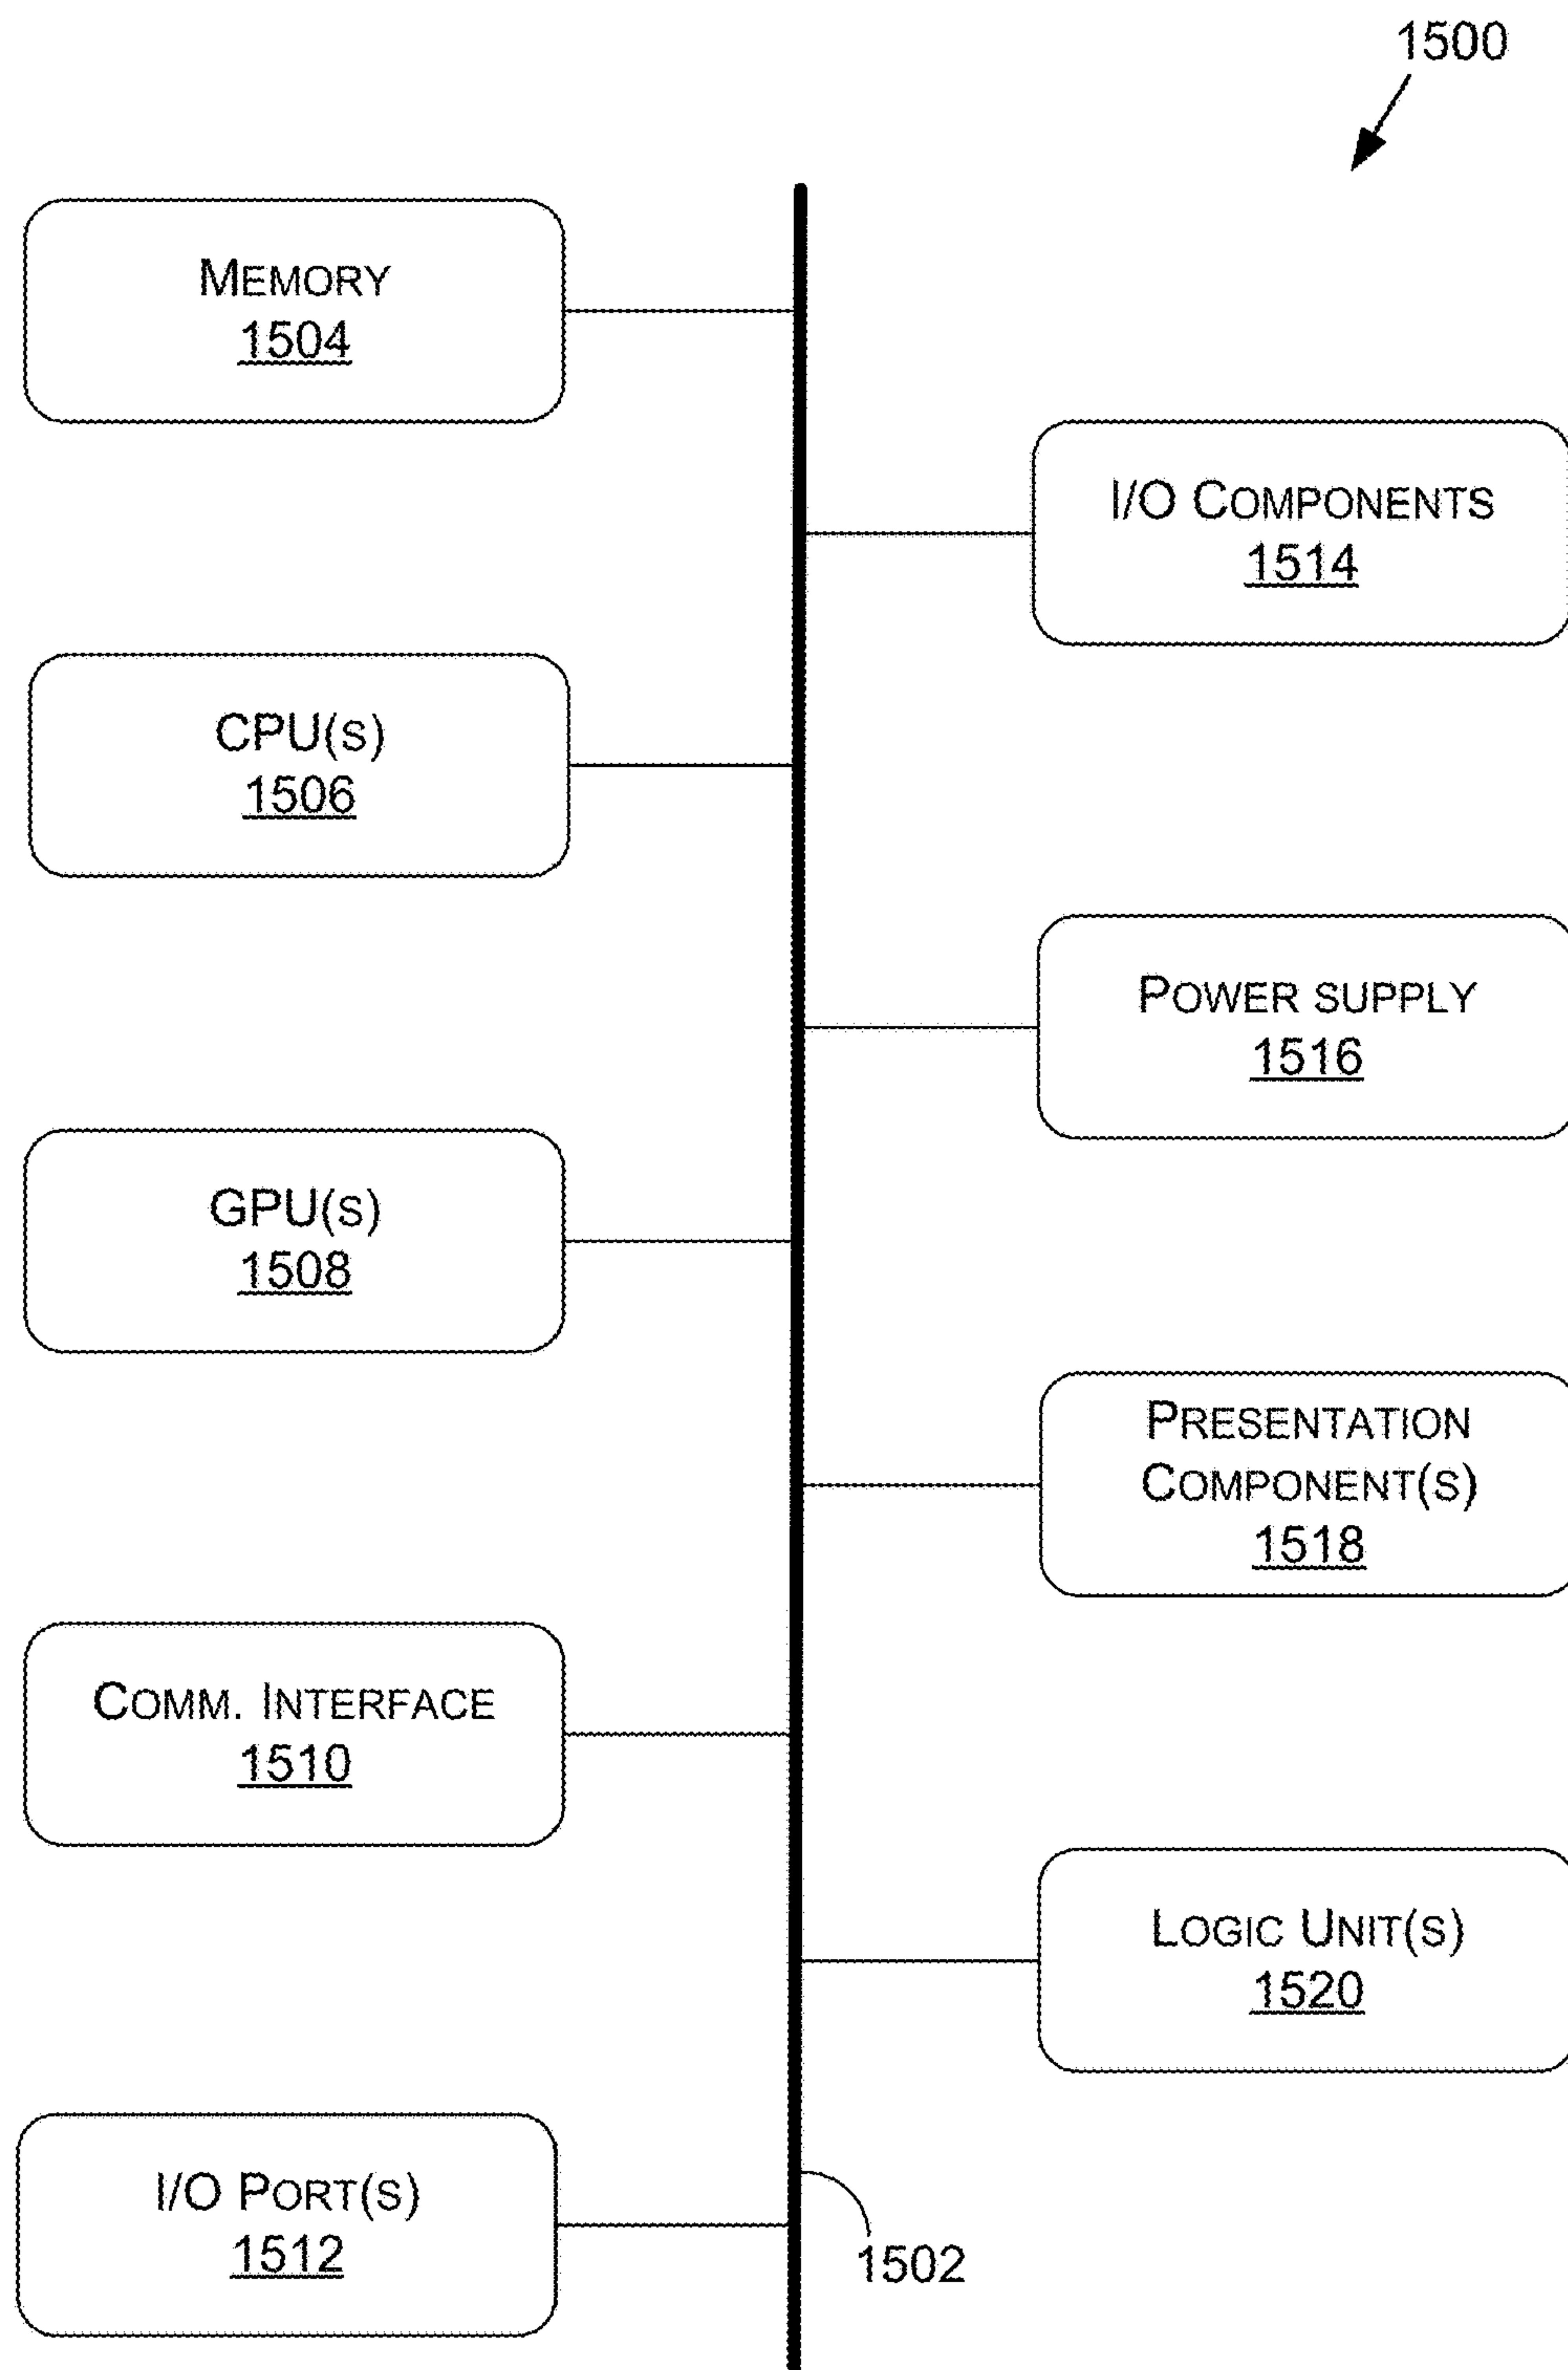 1500
MEMORY
1504
I/O COMPONENTS
1514
CPU(S)
1506
POWER SUPPLY
1516
GPU(S)
1508
PRESENTATION
COMPONENT(S)
1518
COMM. INTERFACE
1510
LOGIC UNIT(S)
1520
I/O PORT(S)
1512
1502